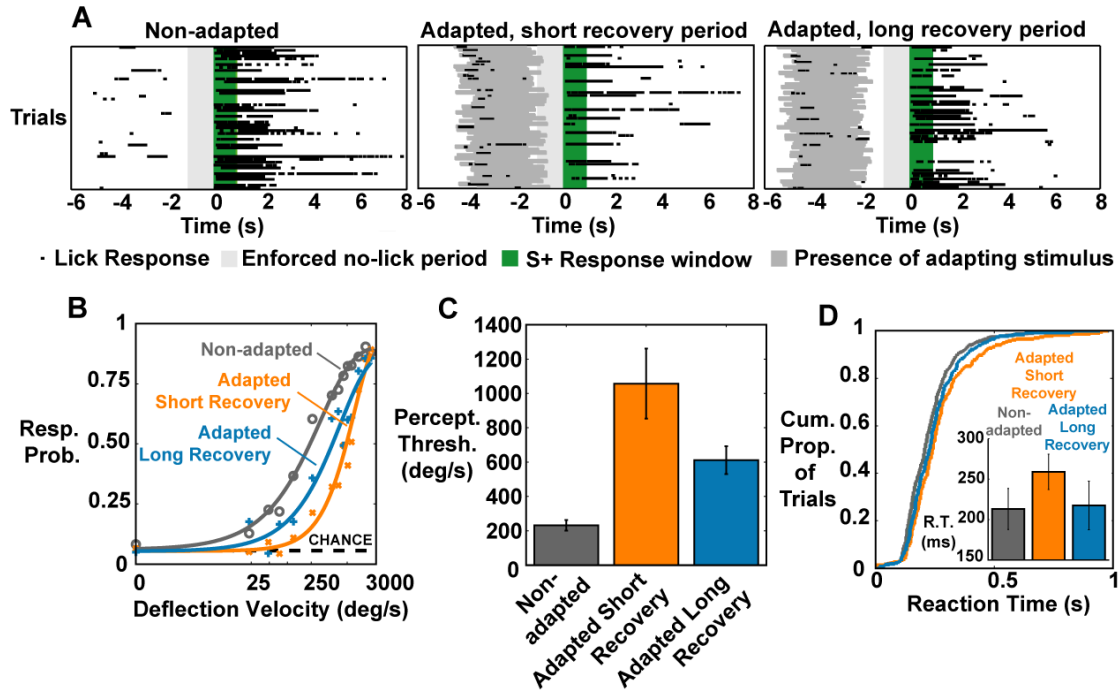 A
Non-adapted
Adapted, short recovery period
Adapted, long recovery period
Trials
-6 -4 -2 0 2 4 6 8
-6 -4 -2 0 2 4 6 8
-6 -4 -2 0 2 4 6 8
Time (s)
Time (s)
Time (s)
Lick Response
Enforced no-lick period
S+ Response window
Presence of adapting stimulus
B
1
0.75
0.50
0.25
0
Resp.
Prob.
Non-adapted
Adapted
Short Recovery
Adapted
Long Recovery
CHANCE
0 25 250 3000
Deflection Velocity (deg/s)
C
1400
1200
1000
800
600
400
200
0
Percept.
Thresh.
(deg/s)
Non-
adapted
Adapted Short
Recovery
Adapted Long
Recovery
D
1
0.8
0.6
0.4
0.2
0
Cum.
Prop.
of
Trials
Adapted
Short
Recovery
Non-
adapted
Adapted
Long
Recovery
300
250
200
150
R.T.
(ms)
0 0.5 1
Reaction Time (s)